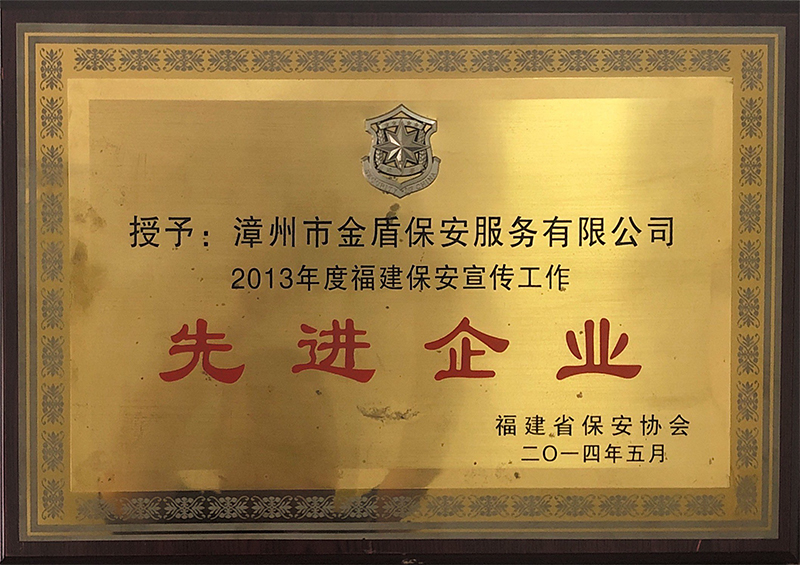 授予：漳州市金盾保安服务有限公司
2013年度福建保安宣传工作
先进企业
福建省保安协会
二〇一四年五月